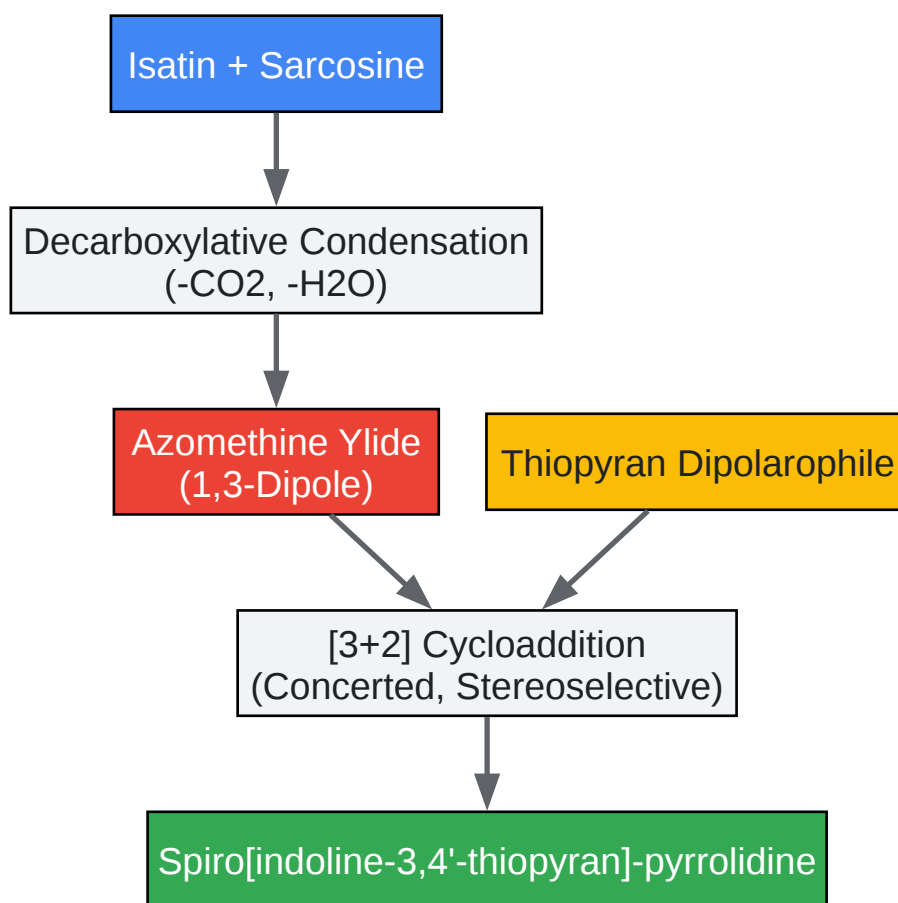 Isatin + Sarcosine
Decarboxylative Condensation
(-CO2, -H2O)
Azomethine Ylide
(1,3-Dipole)
Thiopyran Dipolarophile
[3+2] Cycloaddition
(Concerted, Stereoselective)
Spiro[indoline-3,4'-thiopyran]-pyrrolidine